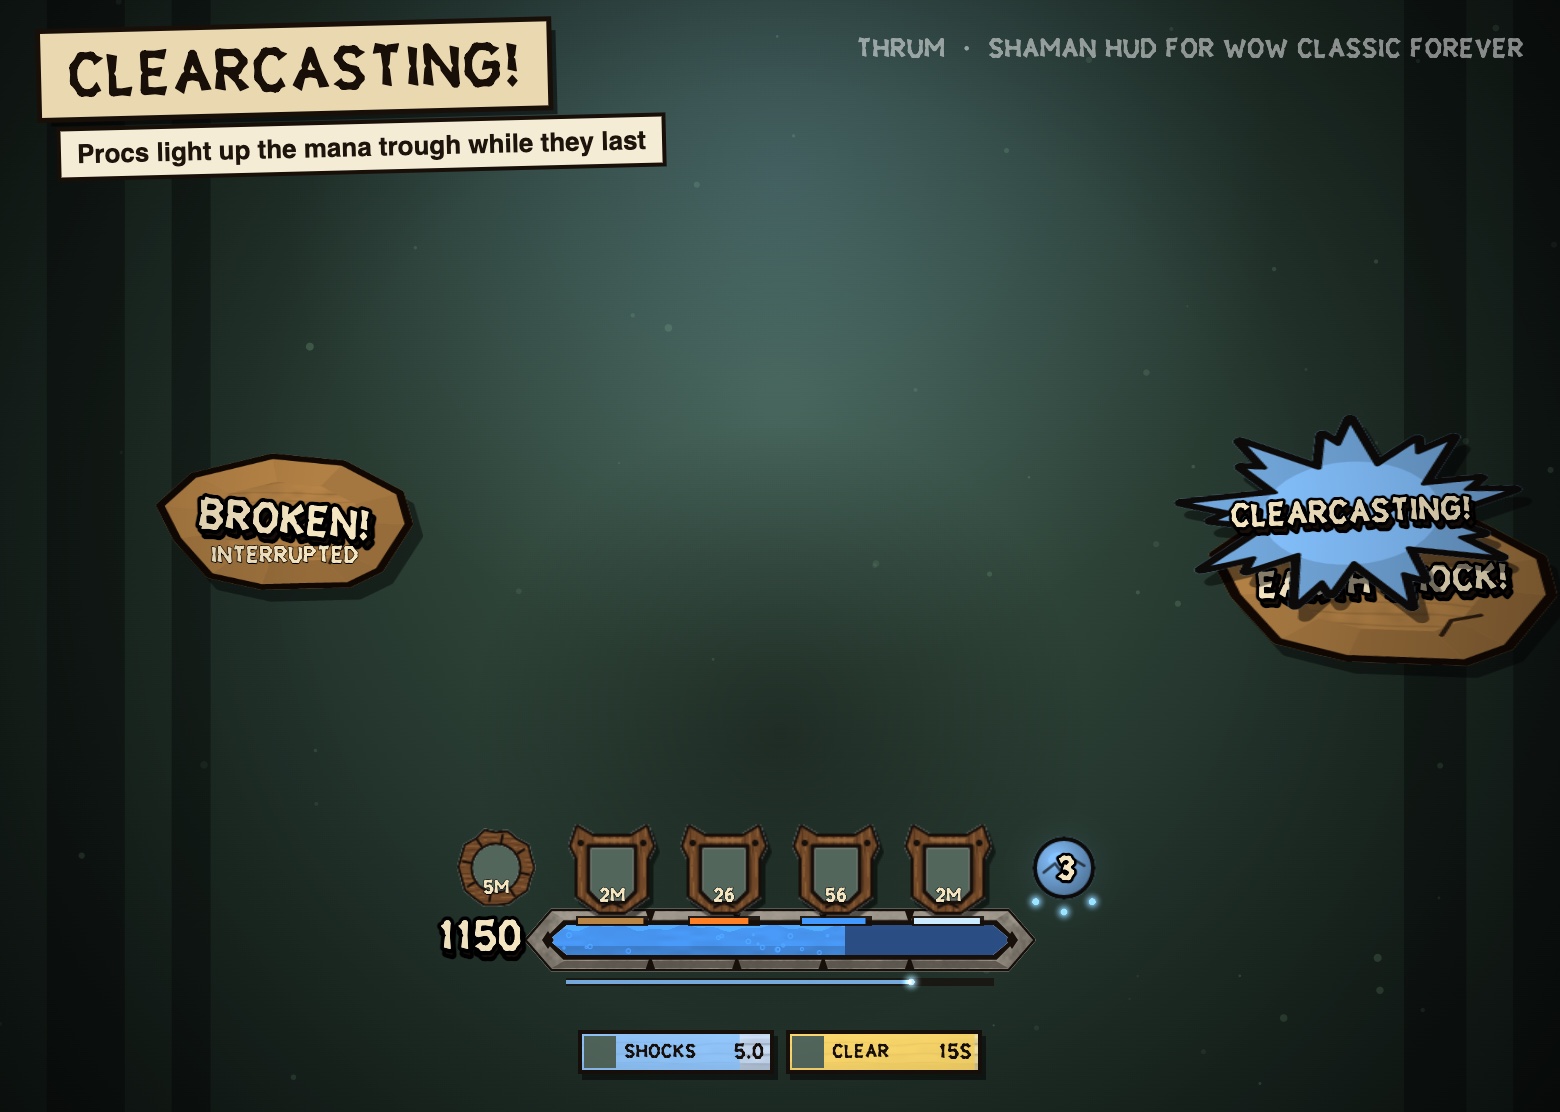 CLEARCASTING!
THRUM · SHAMAN HUD FOR WOW CLASSIC FOREVER
Procs light up the mana trough while they last
BROKEN!
INTERRUPTED
CLEARCASTING!
5M
2M
26
56
2M
3
1150
SHOCKS 5.0
CLEAR 15S